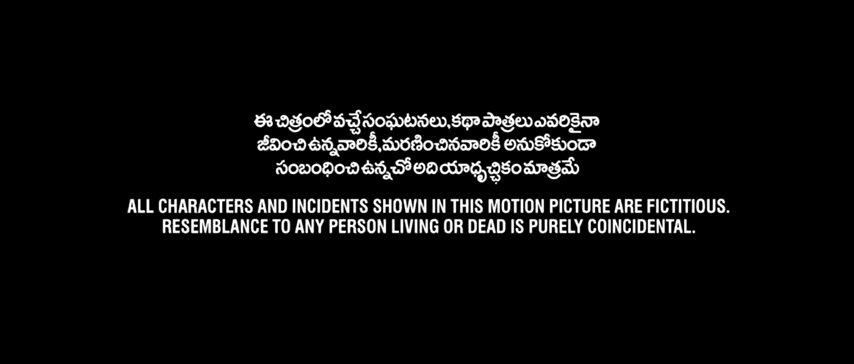 ఈ చిత్రంలో వచ్చే సంఘటనలు,కథా పాత్రలు ఎవరికైనా
జీవించి ఉన్నవారికీ,మరణించినవారికీ అనుకోకుండా
సంబంధించి ఉన్నచో అది యాధృచ్ఛికం మాత్రమే
ALL CHARACTERS AND INCIDENTS SHOWN IN THIS MOTION PICTURE ARE FICTITIOUS.
RESEMBLANCE TO ANY PERSON LIVING OR DEAD IS PURELY COINCIDENTAL.